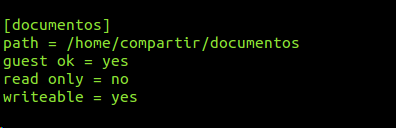 [documentos]
path = /home/compartir/documentos
guest ok = yes
read only = no
writeable = yes